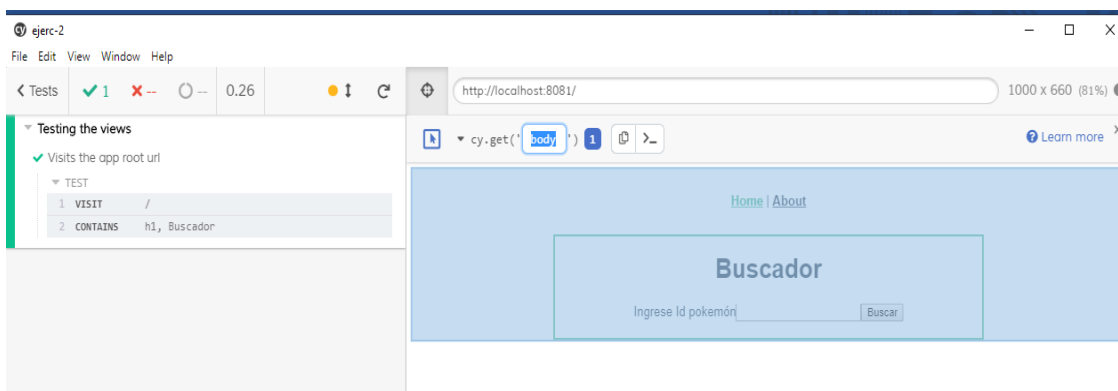 cy ejerc-2
File Edit View Window Help
Tests 1 -- -- 0.26
http://localhost:8081/ 1000 x 660 (81%)
Testing the views
Visits the app root url
TEST
1 VISIT /
2 CONTAINS h1, Buscador
cy.get('body') 1 >_ Learn more
Home | About
Buscador
Ingrese Id pokemón Buscar